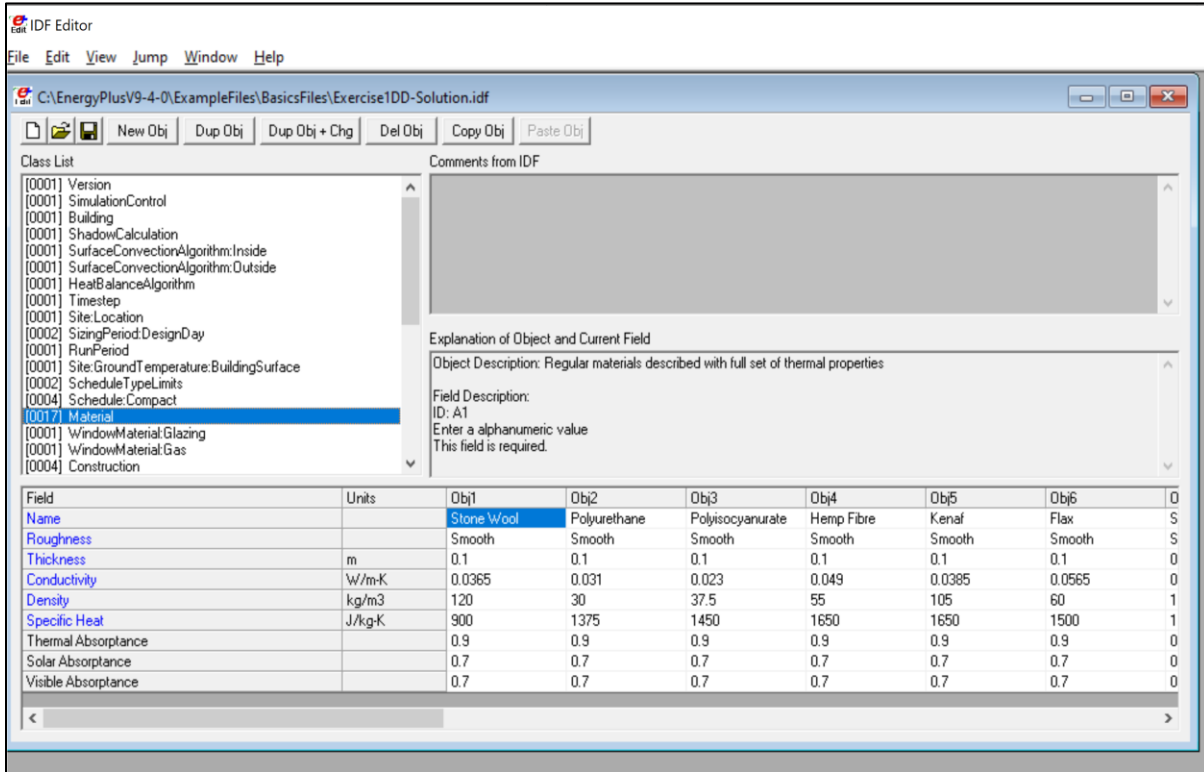 IDF Editor
File Edit View Jump Window Help
C:\EnergyPlusV9-4-0\ExampleFiles\BasicsFiles\Exercise1DD-Solution.idf
New Obj Dup Obj Dup Obj + Chg Del Obj Copy Obj Paste Obj
Class List
[0001] Version
[0001] SimulationControl
[0001] Building
[0001] ShadowCalculation
[0001] SurfaceConvectionAlgorithm:Inside
[0001] SurfaceConvectionAlgorithm:Outside
[0001] HeatBalanceAlgorithm
[0001] Timestep
[0001] Site:Location
[0002] SizingPeriod:DesignDay
[0001] RunPeriod
[0001] Site:GroundTemperature:BuildingSurface
[0002] ScheduleTypeLimits
[0004] Schedule:Compact
[0017] Material
[0001] WindowMaterial:Glazing
[0001] WindowMaterial:Gas
[0004] Construction
Comments from IDF
Explanation of Object and Current Field
Object Description: Regular materials described with full set of thermal properties
Field Description:
ID: A1
Enter a alphanumeric value
This field is required.
Field Units Obj1 Obj2 Obj3 Obj4 Obj5 Obj6
Name Stone Wool Polyurethane Polyisocyanurate Hemp Fibre Kenaf Flax S
Roughness Smooth Smooth Smooth Smooth Smooth Smooth S
Thickness m 0.1 0.1 0.1 0.1 0.1 0.1 0
Conductivity W/m-K 0.0365 0.031 0.023 0.049 0.0385 0.0565 0
Density kg/m3 120 30 37.5 55 105 60 1
Specific Heat J/kg-K 900 1375 1450 1650 1650 1500 1
Thermal Absorptance 0.9 0.9 0.9 0.9 0.9 0.9 0
Solar Absorptance 0.7 0.7 0.7 0.7 0.7 0.7 0
Visible Absorptance 0.7 0.7 0.7 0.7 0.7 0.7 0